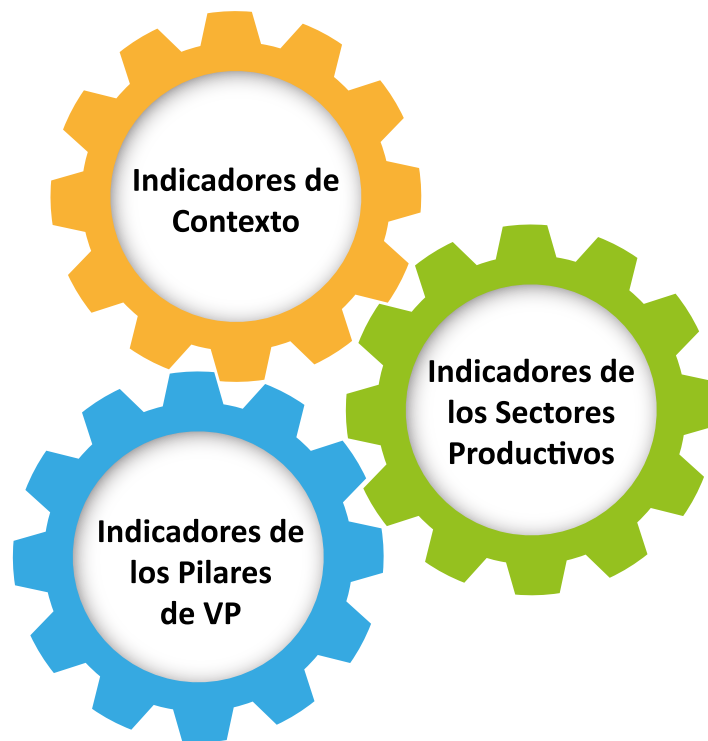 Indicadores de
Contexto
Indicadores de
los Sectores
Productivos
Indicadores de
los Pilares
de VP